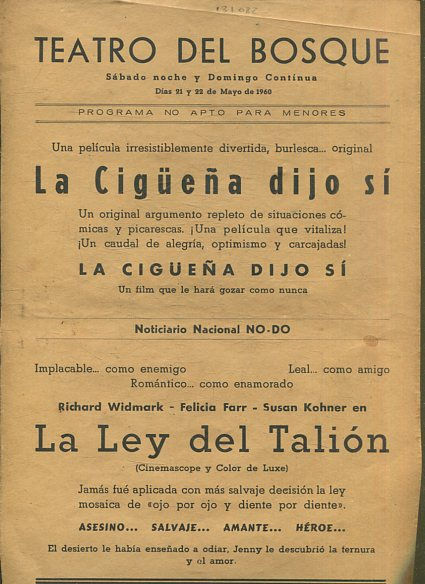 TEATRO DEL BOSQUE
Sábado noche y Domingo Contínua
Días 21 y 22 de Mayo de 1960
PROGRAMA NO APTO PARA MENORES
Una película irresistiblemente divertida, burlesca... original
La Cigüeña dijo sí
Un original argumento repleto de situaciones có-
micas y picarescas. ¡Una película que vitaliza!
¡Un caudal de alegría, optimismo y carcajadas!
LA CIGÜEÑA DIJO SÍ
Un film que le hará gozar como nunca
Noticiario Nacional NO-DO
Implacable... como enemigo Leal... como amigo
Romántico... como enamorado
Richard Widmark - Felicia Farr - Susan Kohner en
La Ley del Talión
(Cinemascope y Color de Luxe)
Jamás fué aplicada con más salvaje decisión la ley
mosaica de «ojo por ojo y diente por diente».
ASESINO... SALVAJE... AMANTE... HÉROE...
El desierto le había enseñado a odiar, Jenny le descubrió la ternura
y el amor.